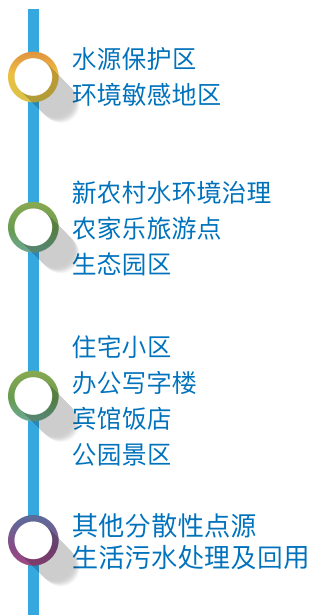 水源保护区
环境敏感地区
新农村水环境治理
农家乐旅游点
生态园区
住宅小区
办公写字楼
宾馆饭店
公园景区
其他分散性点源
生活污水处理及回用